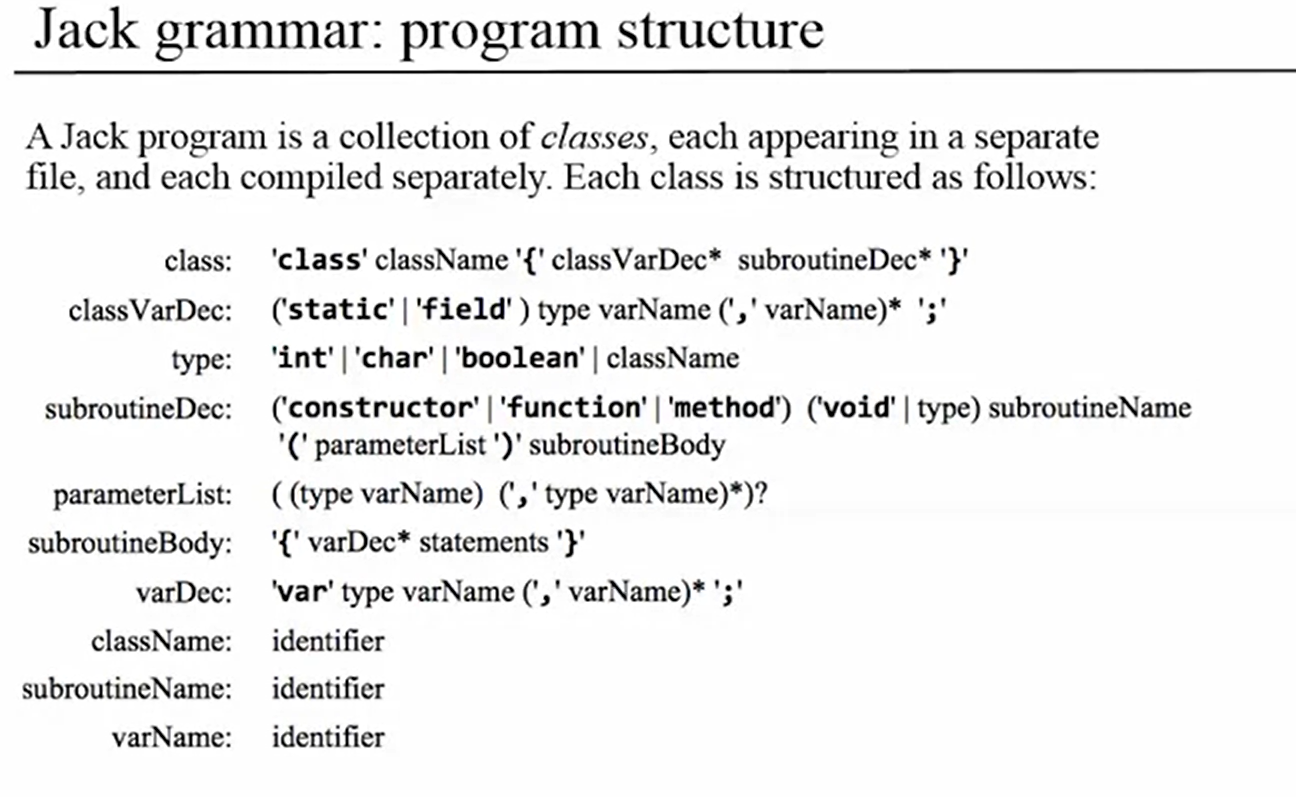 Jack grammar: program structure
A Jack program is a collection of classes, each appearing in a separate
file, and each compiled separately. Each class is structured as follows:
class: 'class' className '{' classVarDec* subroutineDec* '}'
classVarDec: ('static' | 'field' ) type varName (',' varName)* ';'
type: 'int' | 'char' | 'boolean' | className
subroutineDec: ('constructor' | 'function' | 'method') ('void' | type) subroutineName
'(' parameterList ')' subroutineBody
parameterList: ( (type varName) (',' type varName)*)?
subroutineBody: '{' varDec* statements '}'
varDec: 'var' type varName (',' varName)* ';'
className: identifier
subroutineName: identifier
varName: identifier